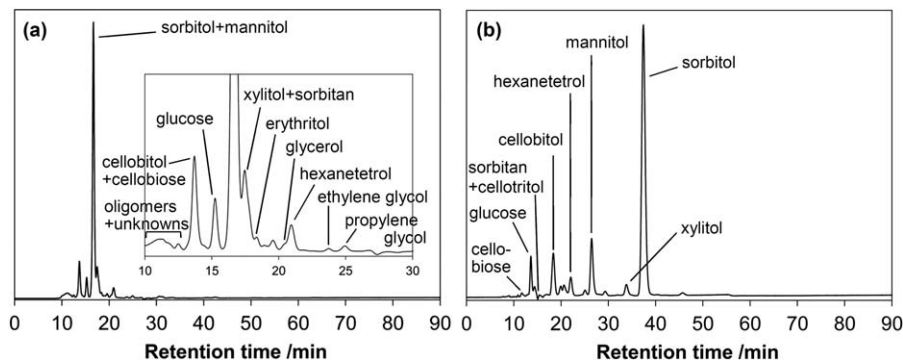 (a)
sorbitol+mannitol
glucose
xylitol+sorbitan
erythritol
glycerol
cellobitol
+cellobiose
hexanetetrol
oligomers
+unknowns
ethylene glycol
propylene
glycol
10 15 20 25 30
0 10 20 30 40 50 60 70 80 90
Retention time /min
(b)
mannitol
hexanetetrol
sorbitol
cellobitol
sorbitan
+cellotritol
glucose
cello-
biose
xylitol
0 10 20 30 40 50 60 70 80 90
Retention time /min